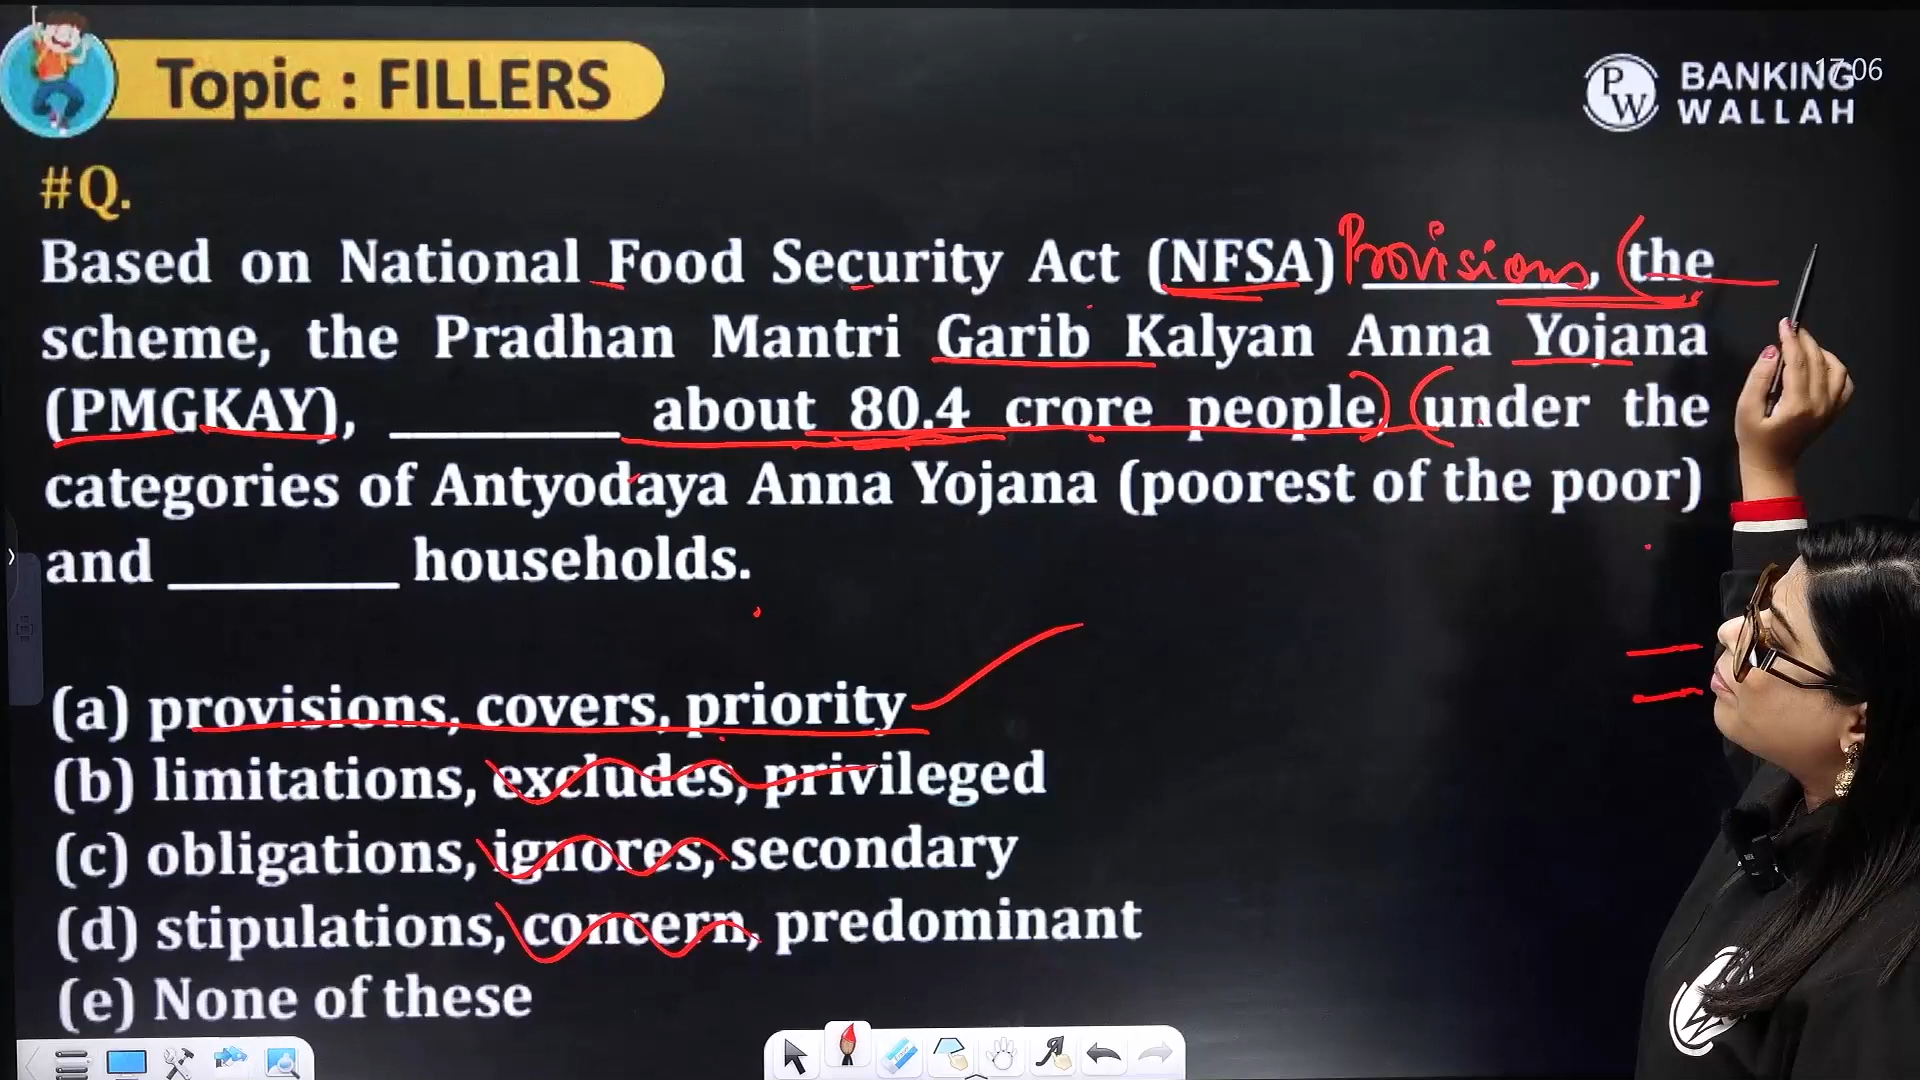 Topic : FILLERS
PW BANKING WALLAH
17:06
#Q.
Based on National Food Security Act (NFSA) Provisions, (the
scheme, the Pradhan Mantri Garib Kalyan Anna Yojana
(PMGKAY), ________ about 80.4 crore people, under the
categories of Antyodaya Anna Yojana (poorest of the poor)
and ________ households.
(a) provisions, covers, priority
(b) limitations, excludes, privileged
(c) obligations, ignores, secondary
(d) stipulations, concern, predominant
(e) None of these